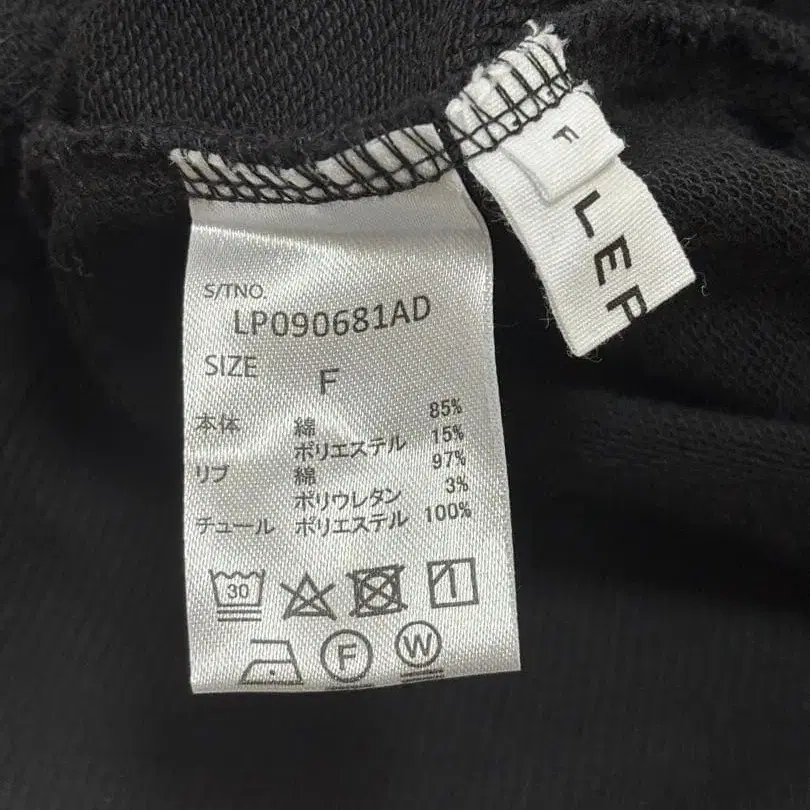 S/TNO.
LP090681AD
SIZE F
本体 綿 85%
ポリエステル 15%
リブ 綿 97%
ポリウレタン 3%
チュール ポリエステル 100%
30
F W
F
LEP